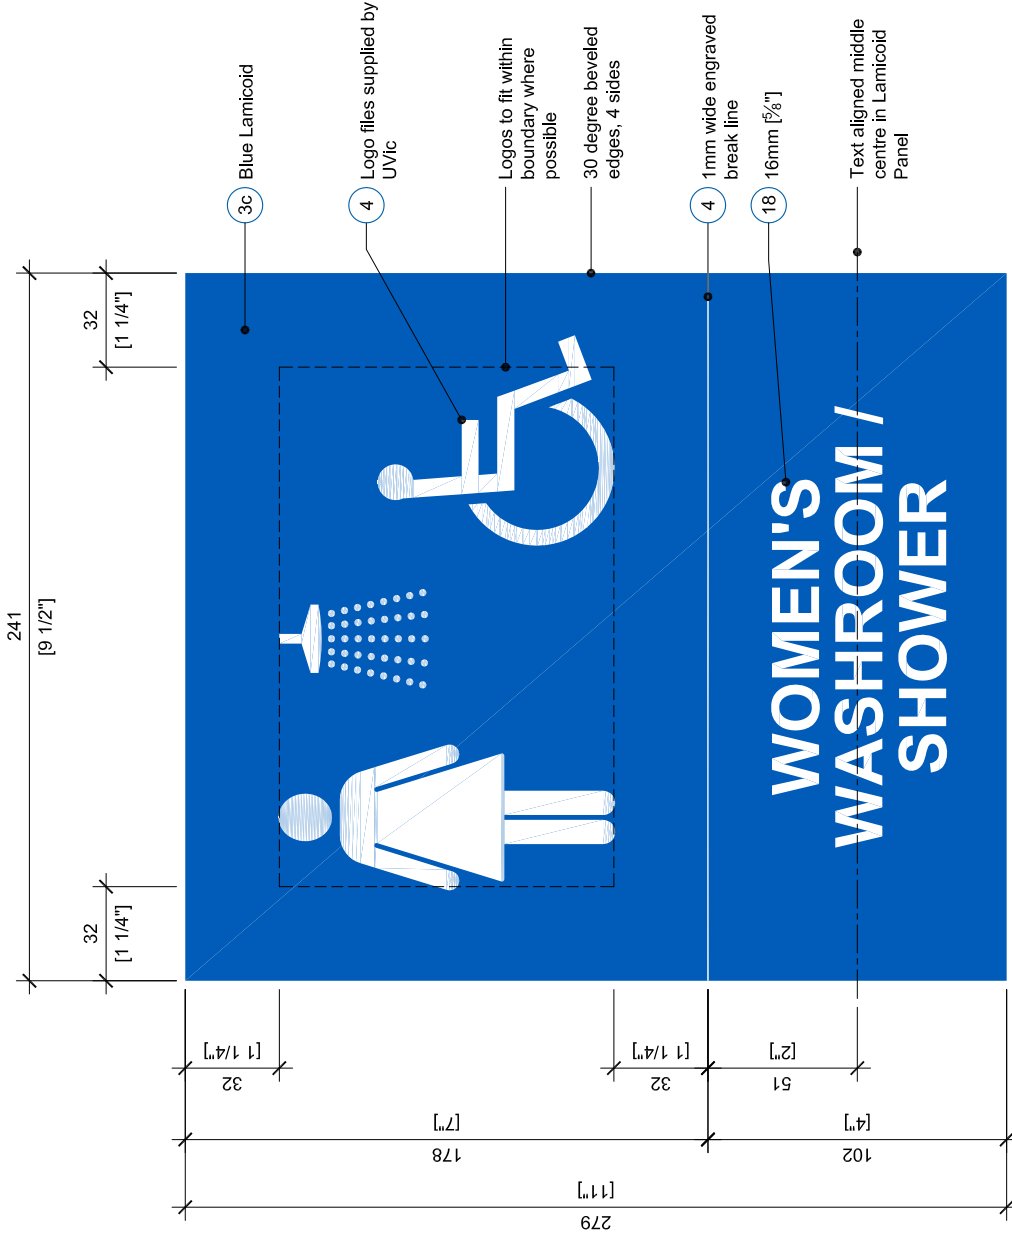 241
[9 1/2"]
32
[1 1/4"]
32
[1 1/4"]
3c
Blue Lamicoid
4
Logo files supplied by
UVic
Logos to fit within
boundary where
possible
30 degree beveled
edges, 4 sides
4
1mm wide engraved
break line
18
16mm [5/8"]
Text aligned middle
centre in Lamicoid
Panel
WOMEN'S
WASHROOM /
SHOWER
32
[1 1/4"]
32
[1 1/4"]
51
[2"]
178
[7"]
102
[4"]
279
[11"]